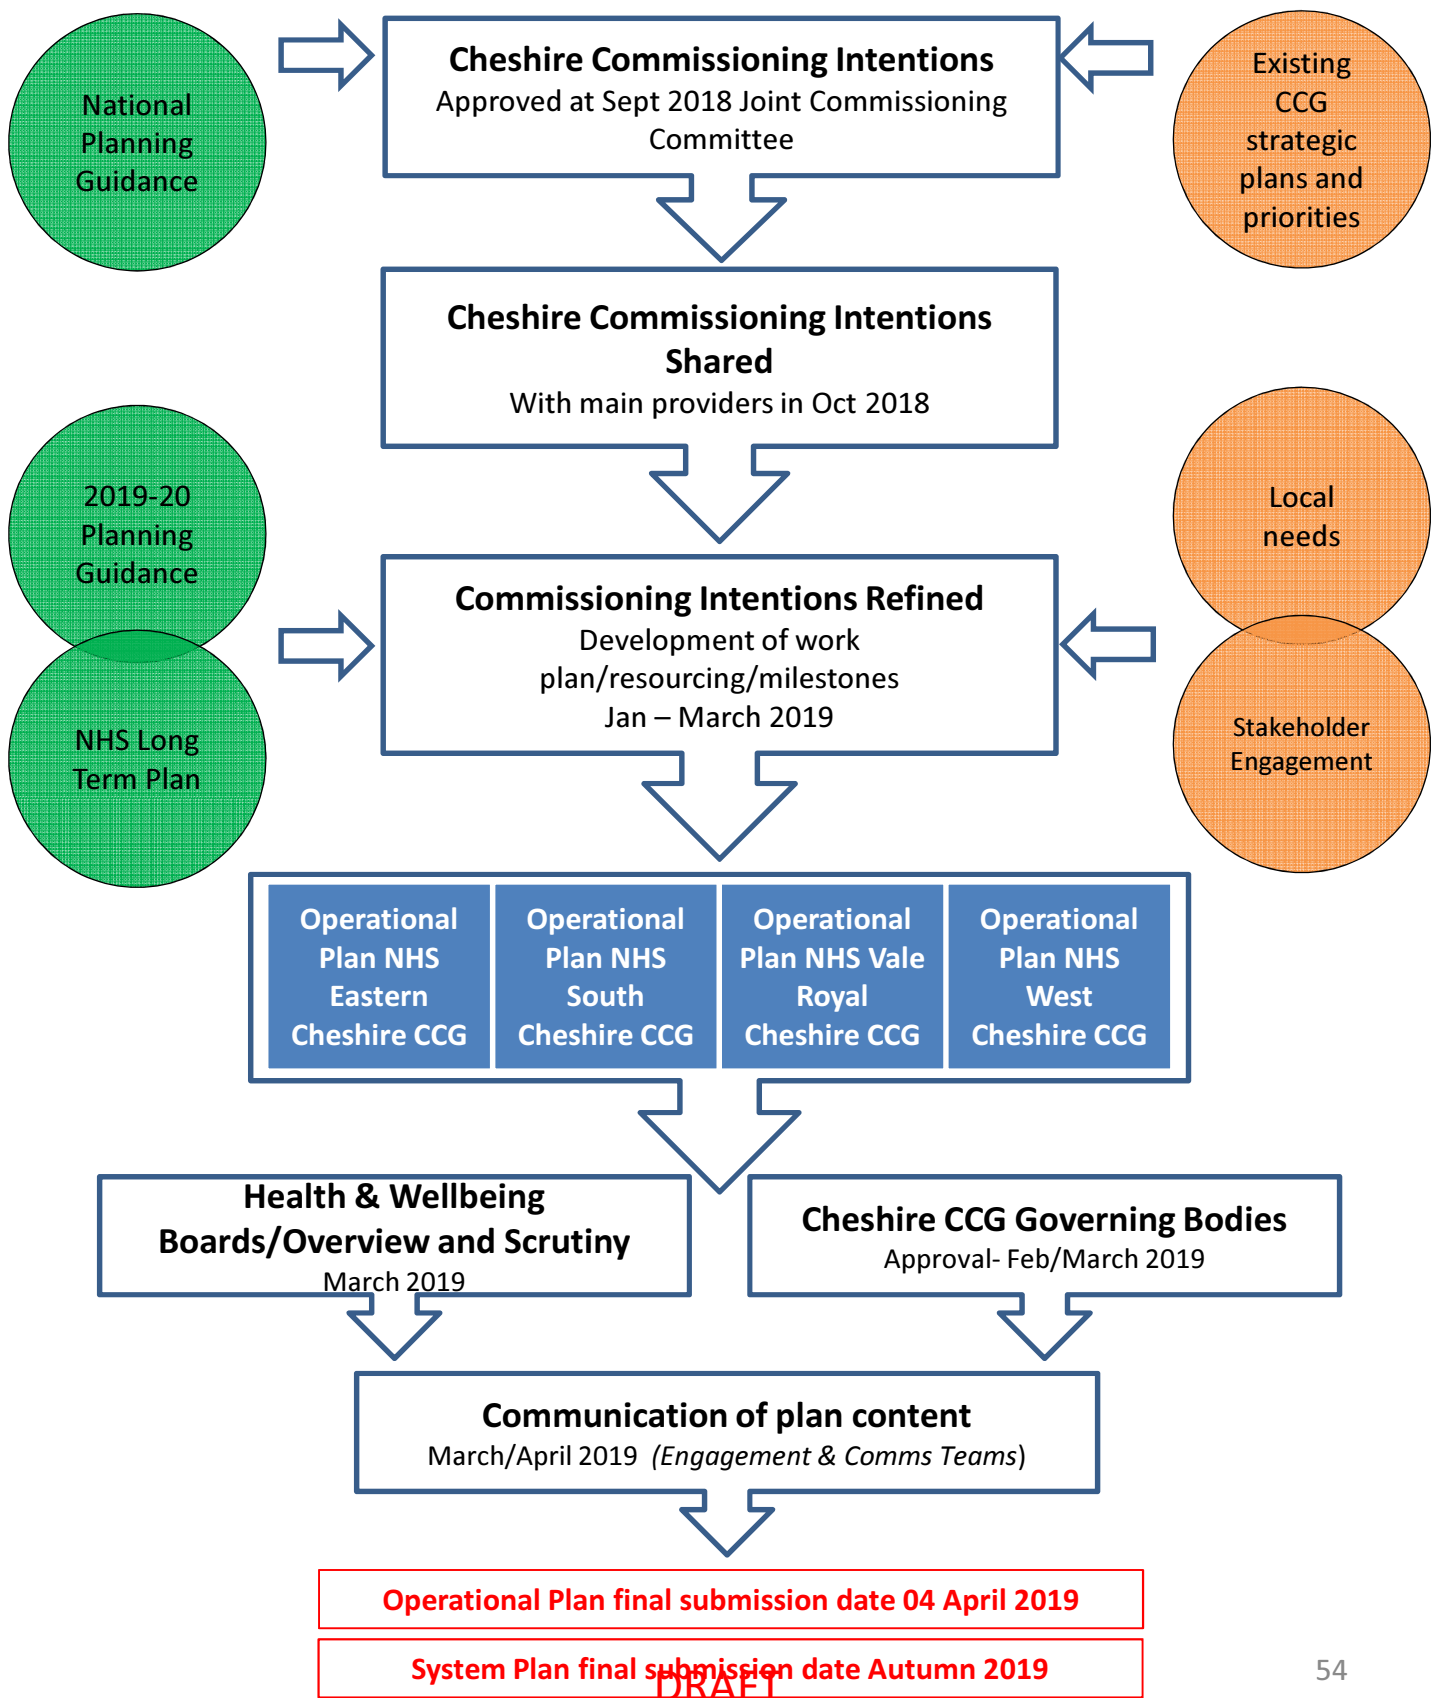 National
Planning
Guidance
Cheshire Commissioning Intentions
Approved at Sept 2018 Joint Commissioning
Committee
Existing
CCG
strategic
plans and
priorities
Cheshire Commissioning Intentions
Shared
With main providers in Oct 2018
2019-20
Planning
Guidance
NHS Long
Term Plan
Commissioning Intentions Refined
Development of work
plan/resourcing/milestones
Jan – March 2019
Local
needs
Stakeholder
Engagement
Operational
Plan NHS
Eastern
Cheshire CCG
Operational
Plan NHS
South
Cheshire CCG
Operational
Plan NHS Vale
Royal
Cheshire CCG
Operational
Plan NHS
West
Cheshire CCG
Health & Wellbeing
Boards/Overview and Scrutiny
March 2019
Cheshire CCG Governing Bodies
Approval- Feb/March 2019
Communication of plan content
March/April 2019 (Engagement & Comms Teams)
Operational Plan final submission date 04 April 2019
System Plan final submission date Autumn 2019
DRAFT
54